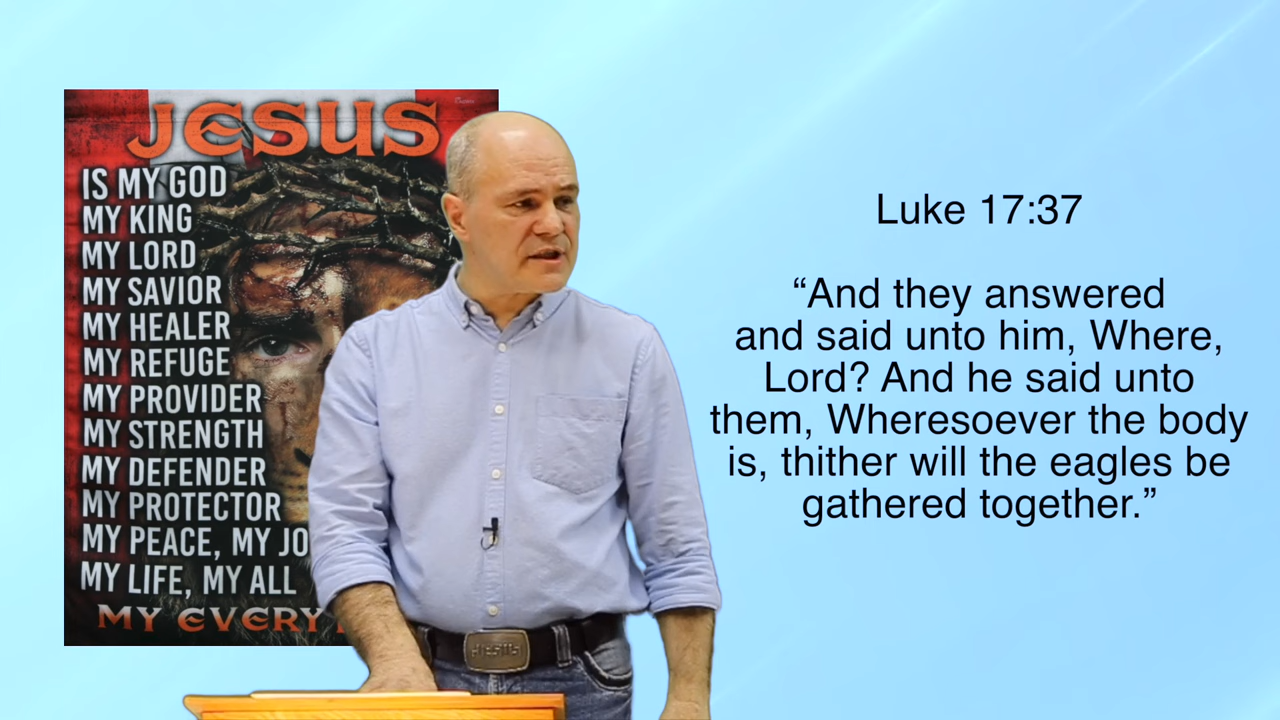 JESUS
IS MY GOD
MY KING
MY LORD
MY SAVIOR
MY HEALER
MY REFUGE
MY PROVIDER
MY STRENGTH
MY DEFENDER
MY PROTECTOR
MY PEACE, MY JO
MY LIFE, MY ALL
MY EVERY
JESUS
Luke 17:37
“And they answered
and said unto him, Where,
Lord? And he said unto
them, Wheresoever the body
is, thither will the eagles be
gathered together.”